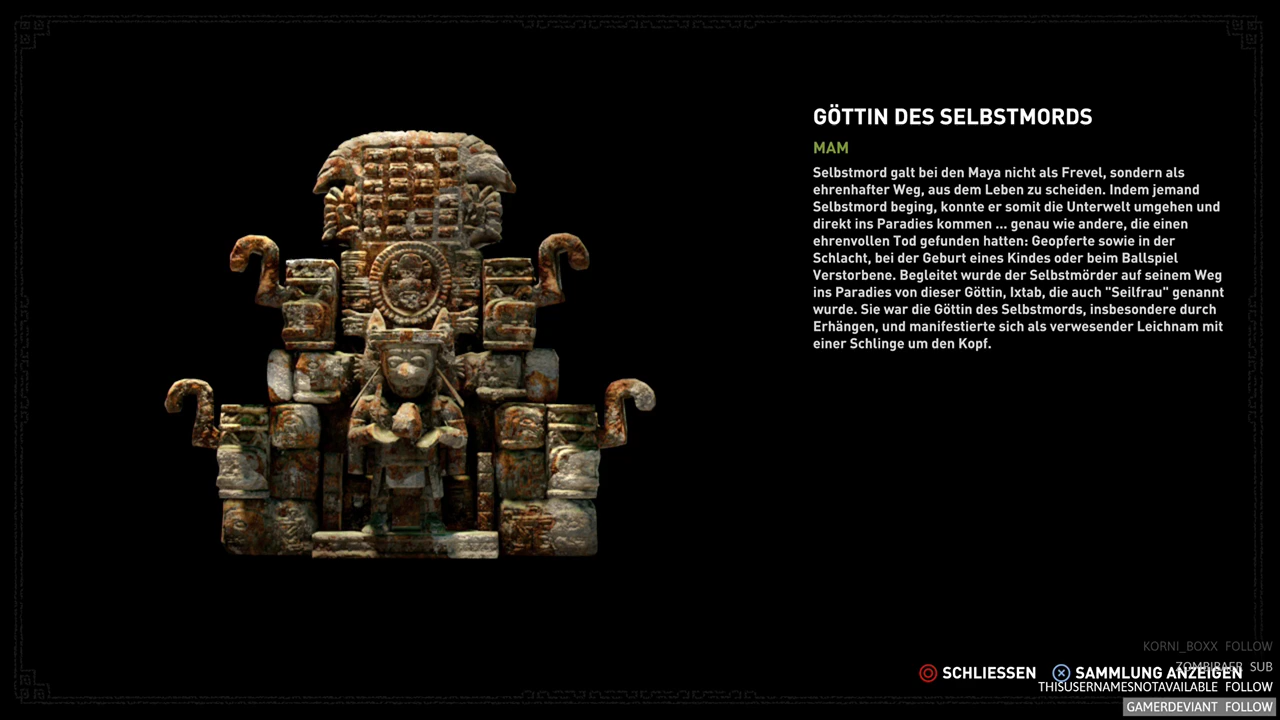 GÖTTIN DES SELBSTMORDS
MAM
Selbstmord galt bei den Maya nicht als Frevel, sondern als
ehrenhafter Weg, aus dem Leben zu scheiden. Indem jemand
Selbstmord beging, konnte er somit die Unterwelt umgehen und
direkt ins Paradies kommen ... genau wie andere, die einen
ehrenvollen Tod gefunden hatten: Geopferte sowie in der
Schlacht, bei der Geburt eines Kindes oder beim Ballspiel
Verstorbene. Begleitet wurde der Selbstmörder auf seinem Weg
ins Paradies von dieser Göttin, Ixtab, die auch "Seilfrau" genannt
wurde. Sie war die Göttin des Selbstmords, insbesondere durch
Erhängen, und manifestierte sich als verwesender Leichnam mit
einer Schlinge um den Kopf.
KORNI_BOXX FOLLOW
SUB
SCHLIESSEN SAMMLUNG ANZEIGEN
THISUSERNAMESNOTAVAILABLE FOLLOW
GAMERDEVIANT FOLLOW